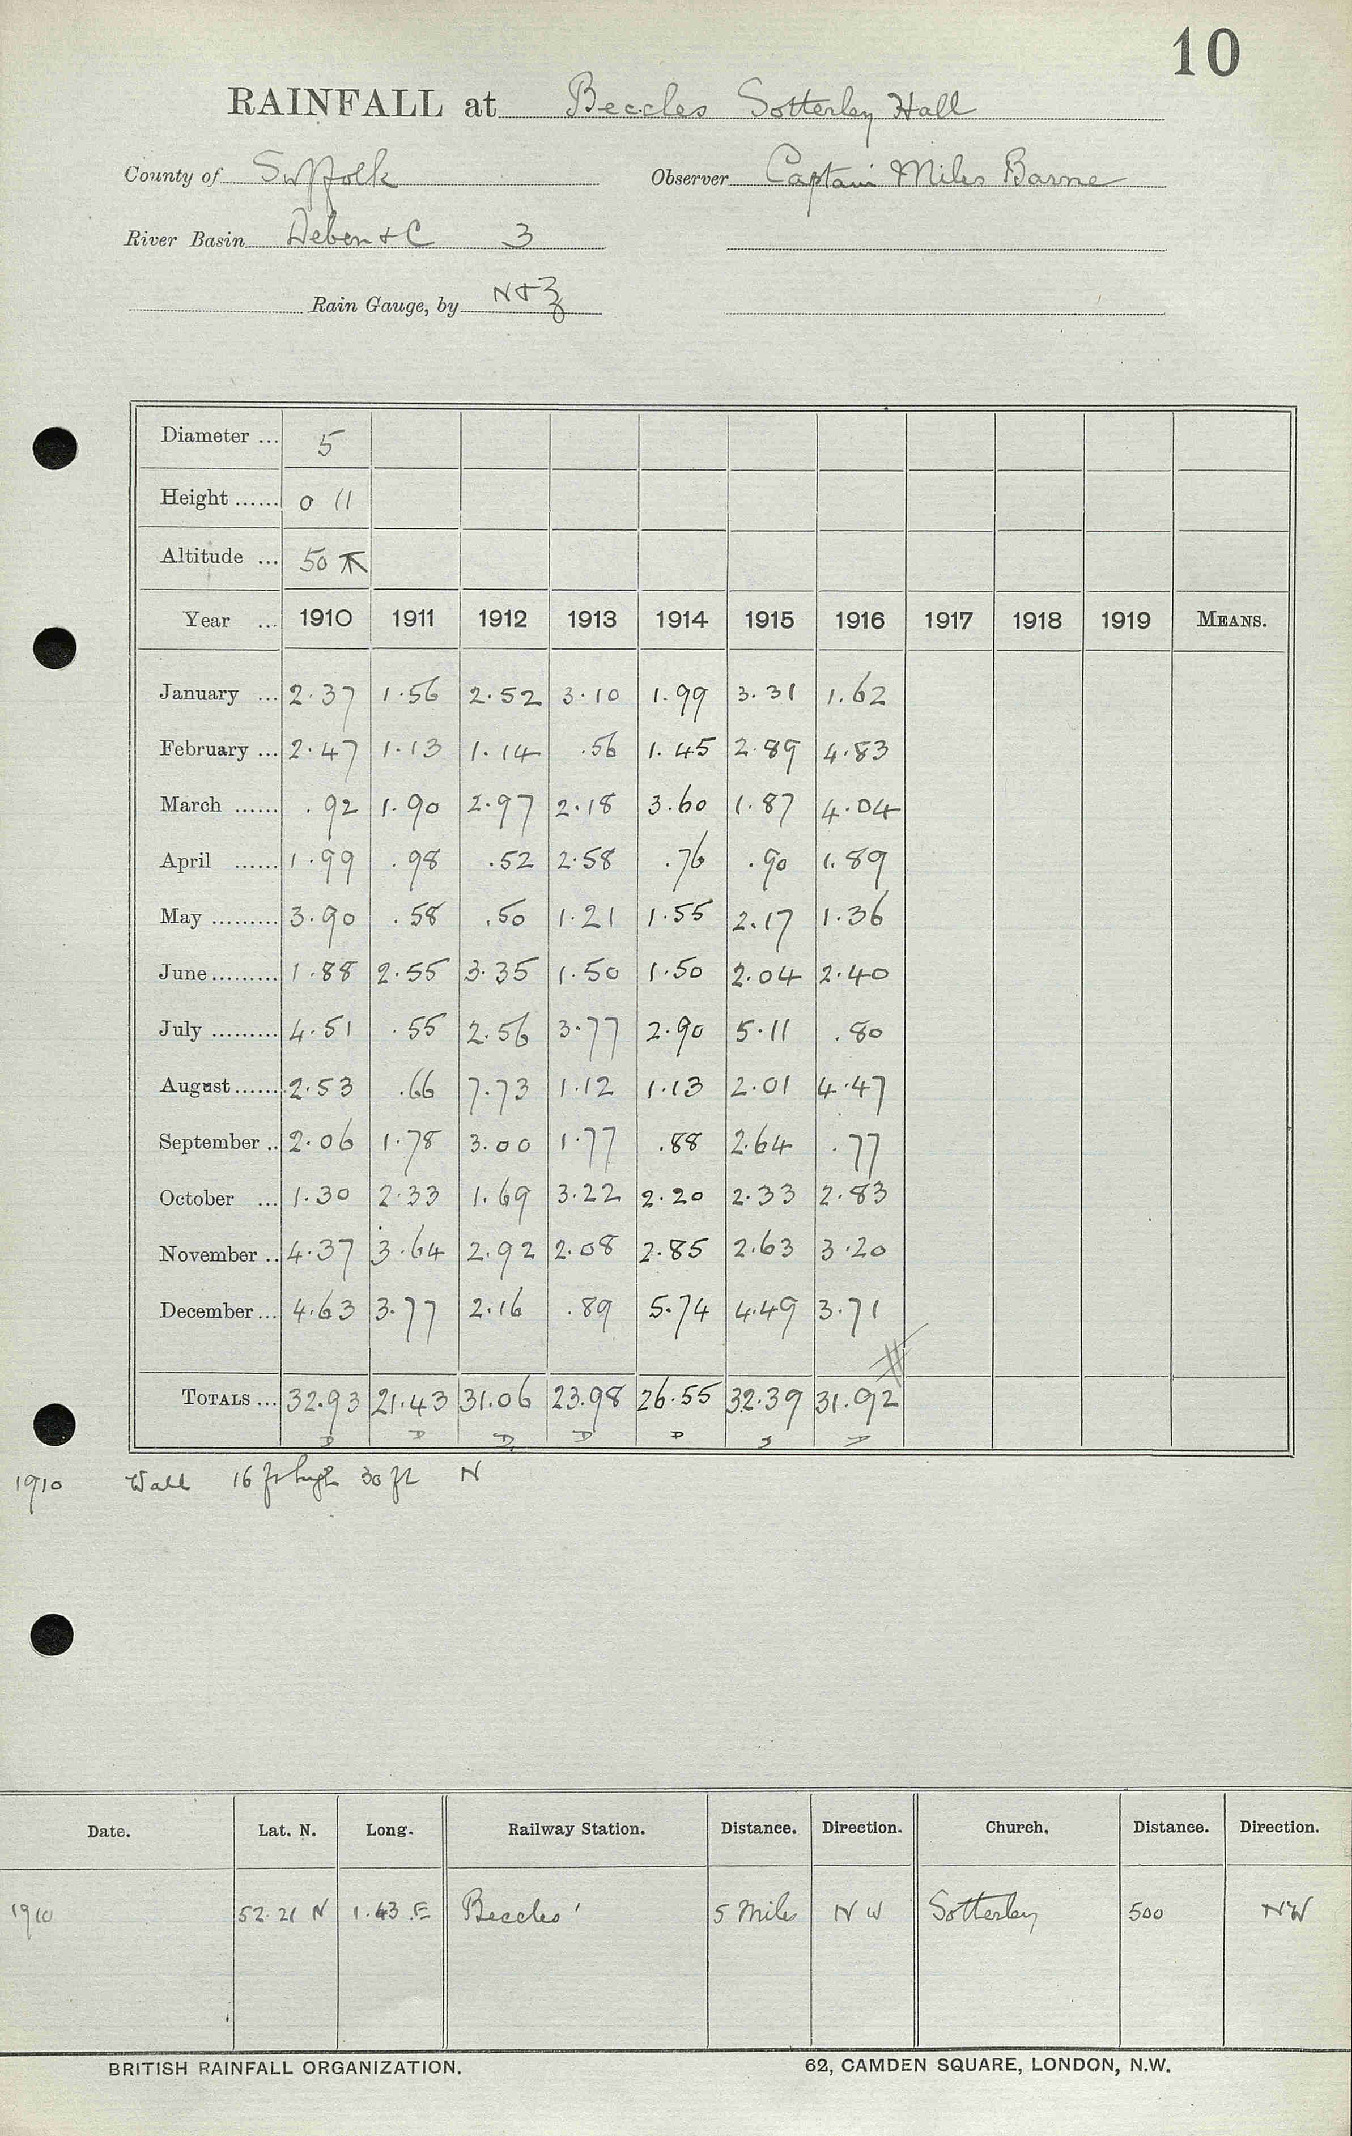 10
RAINFALL at Beccles Sotterley Hall
County of Suffolk Observer Captain Miles Barne
River Basin Deben & C 3
Rain Gauge, by N & Z
Diameter ... 5
Height ...... 0 11
Altitude ... 50
Year ... 1910 1911 1912 1913 1914 1915 1916 1917 1918 1919 MEANS.
January ... 2.37 1.56 2.52 3.10 1.99 3.31 1.62
February ... 2.47 1.13 1.14 .56 1.45 2.89 4.83
March ...... .92 1.90 2.97 2.18 3.60 1.87 4.04
April ...... 1.99 .98 .52 2.58 .76 .90 1.89
May ......... 3.90 .58 .50 1.21 1.55 2.17 1.36
June ......... 1.88 2.55 3.35 1.50 1.50 2.04 2.40
July ......... 4.51 .55 2.56 3.77 2.90 5.11 .80
August ...... 2.53 .66 7.73 1.12 1.13 2.01 4.47
September .. 2.06 1.78 3.00 1.77 .88 2.64 .77
October ... 1.30 2.33 1.69 3.22 2.20 2.33 2.83
November .. 4.37 3.64 2.92 2.08 2.85 2.63 3.20
December ... 4.63 3.77 2.16 .89 5.74 4.49 3.71
TOTALS ... 32.93 21.43 31.06 23.98 26.55 32.39 31.92
D D D D D
1910 Wall 16 ft high 30 ft N
Date. Lat. N. Long. Railway Station. Distance. Direction. Church. Distance. Direction.
1910 52.21 N 1.43 E Beccles 5 Miles NW Sotterley 500 NW
BRITISH RAINFALL ORGANIZATION. 62, CAMDEN SQUARE, LONDON, N.W.